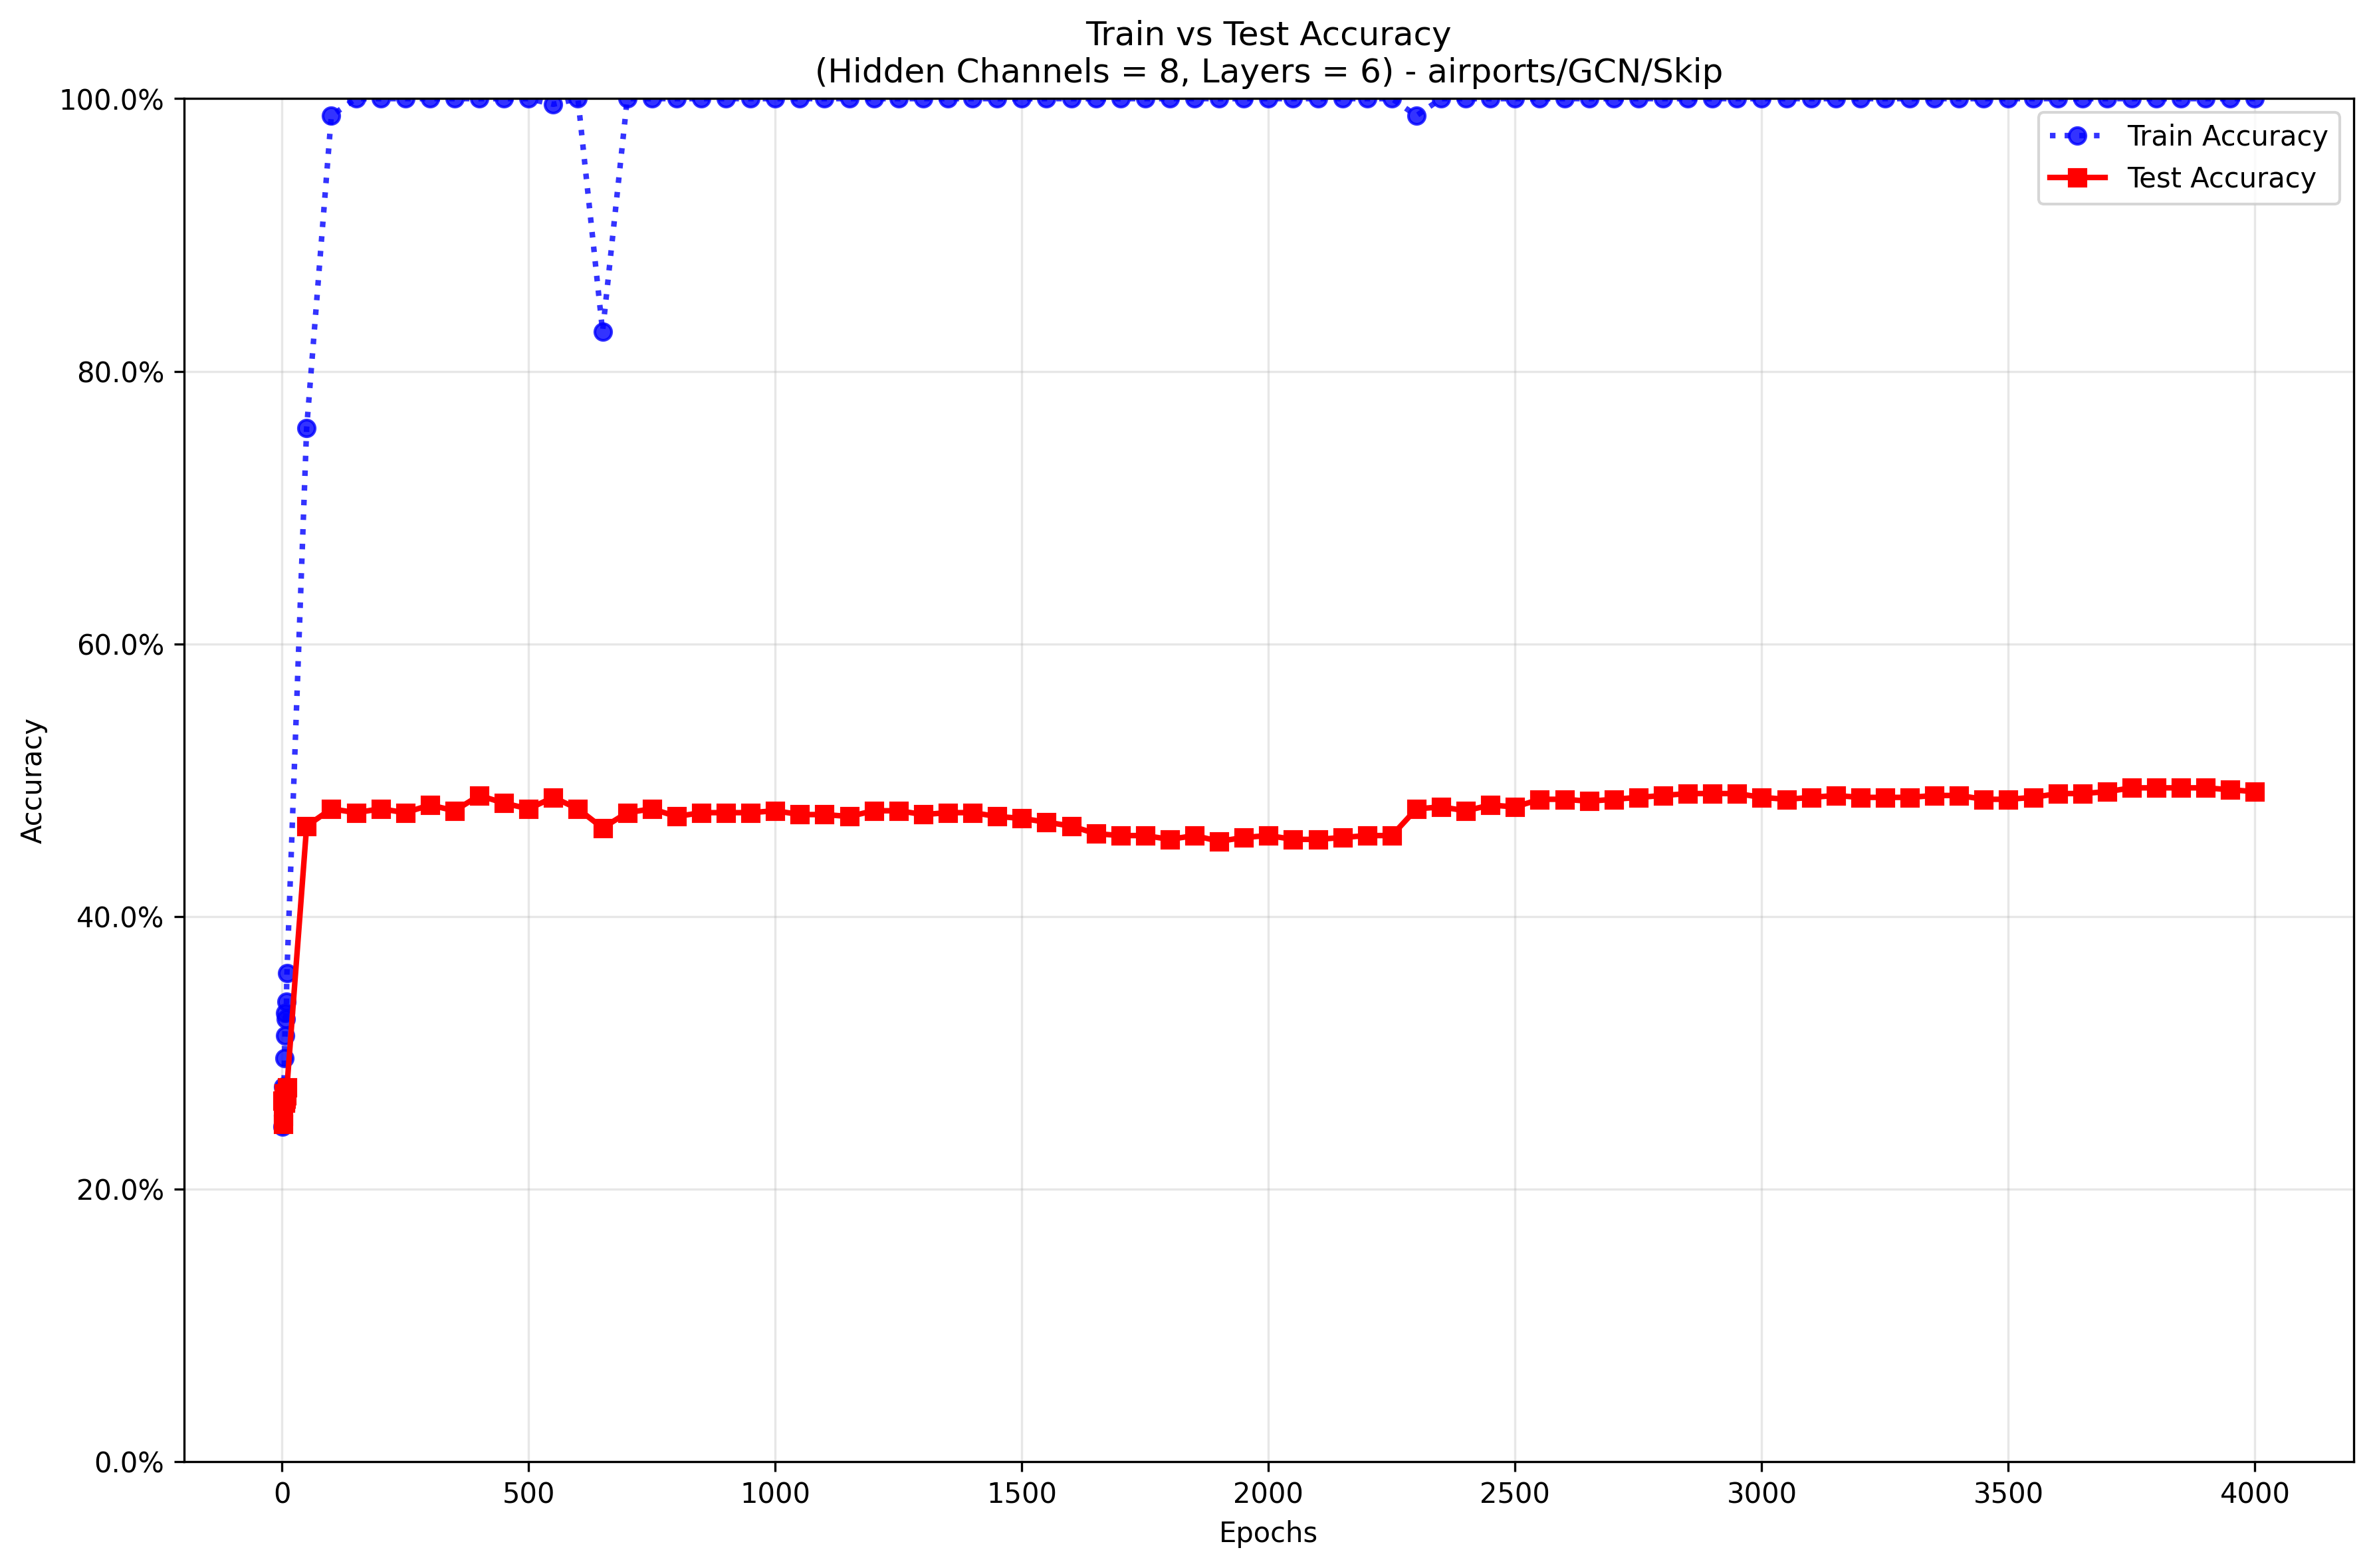 Train vs Test Accuracy
(Hidden Channels = 8, Layers = 6) - airports/GCN/Skip
100.0%
80.0%
60.0%
40.0%
20.0%
0.0%
Accuracy
Train Accuracy
Test Accuracy
0 500 1000 1500 2000 2500 3000 3500 4000
Epochs